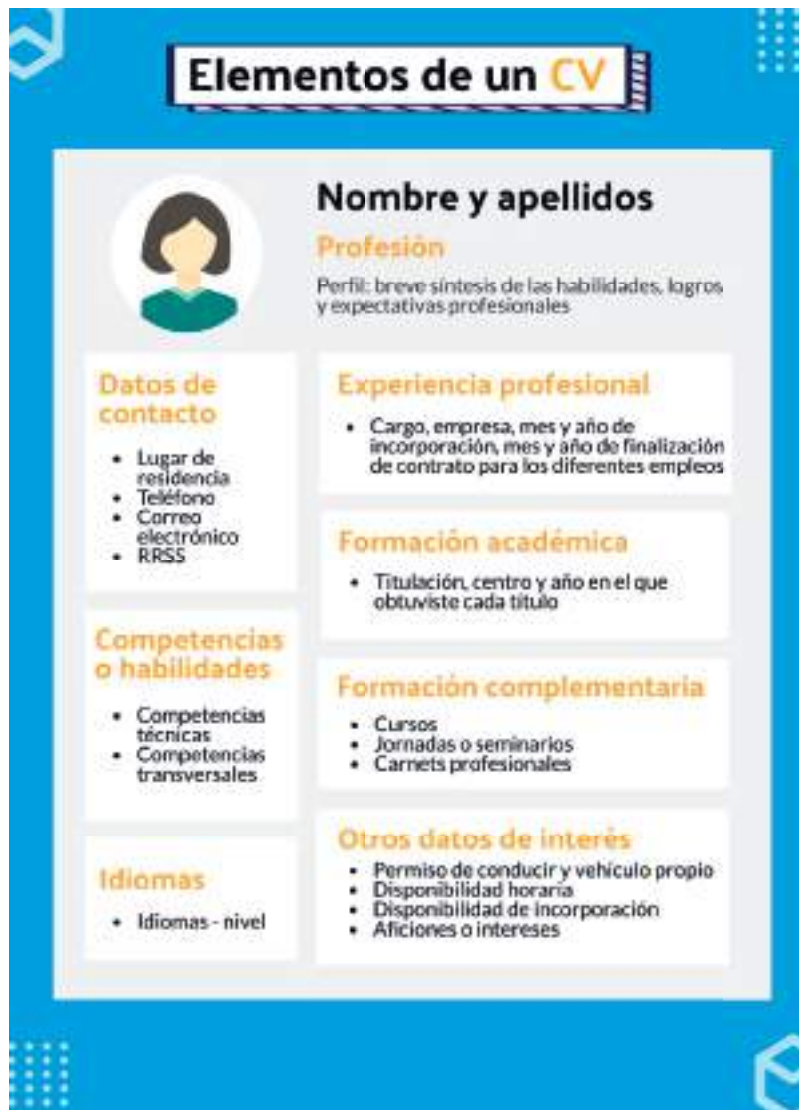 Elementos de un CV
Nombre y apellidos
Profesión
Perfil: breve síntesis de las habilidades, logros
y expectativas profesionales
Datos de
contacto
• Lugar de
residencia
• Teléfono
• Correo
electrónico
• RRSS
Competencias
o habilidades
• Competencias
técnicas
• Competencias
transversales
Idiomas
• Idiomas - nivel
Experiencia profesional
• Cargo, empresa, mes y año de
incorporación, mes y año de finalización
de contrato para los diferentes empleos
Formación académica
• Titulación, centro y año en el que
obtuviste cada título
Formación complementaria
• Cursos
• Jornadas o seminarios
• Carnets profesionales
Otros datos de interés
• Permiso de conducir y vehículo propio
• Disponibilidad horaria
• Disponibilidad de incorporación
• Aficiones o intereses